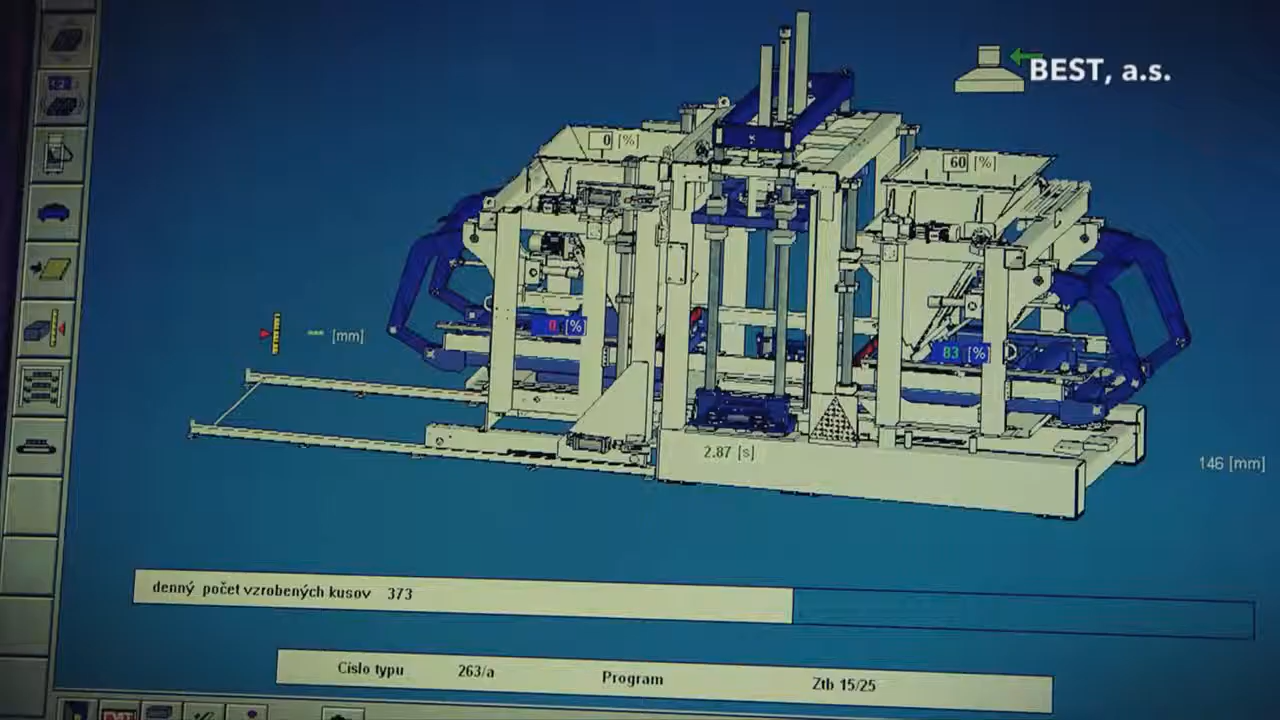 BEST, a.s.
0 [%]
60 [%]
[mm]
0 [%]
83 [%]
2.87 [s]
146 [mm]
denný počet vzrobených kusov 373
Císlo typu 263/a Program Ztb 15/25